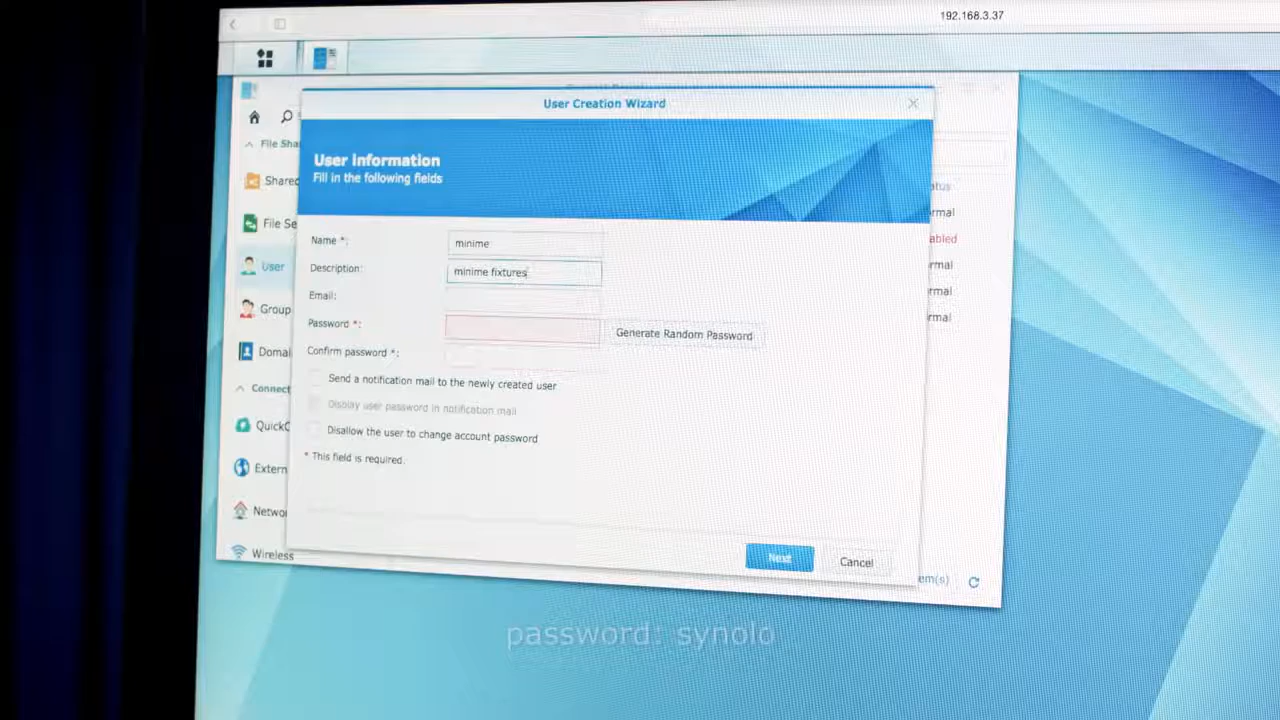 192.168.3.37
User Creation Wizard
File Sha
User Information
Fill in the following fields
Shared
atus
rmal
File Se
Name *:
minime
abled
User
Description:
minime fixtures
rmal
Email:
rmal
Group
Password *:
Generate Random Password
rmal
Domai
Confirm password *:
Connect
Send a notification mail to the newly created user
Display user password in notification mail
QuickC
Disallow the user to change account password
Extern
* This field is required.
Netwo
Wireless
Next
Cancel
em(s)
password: synolo